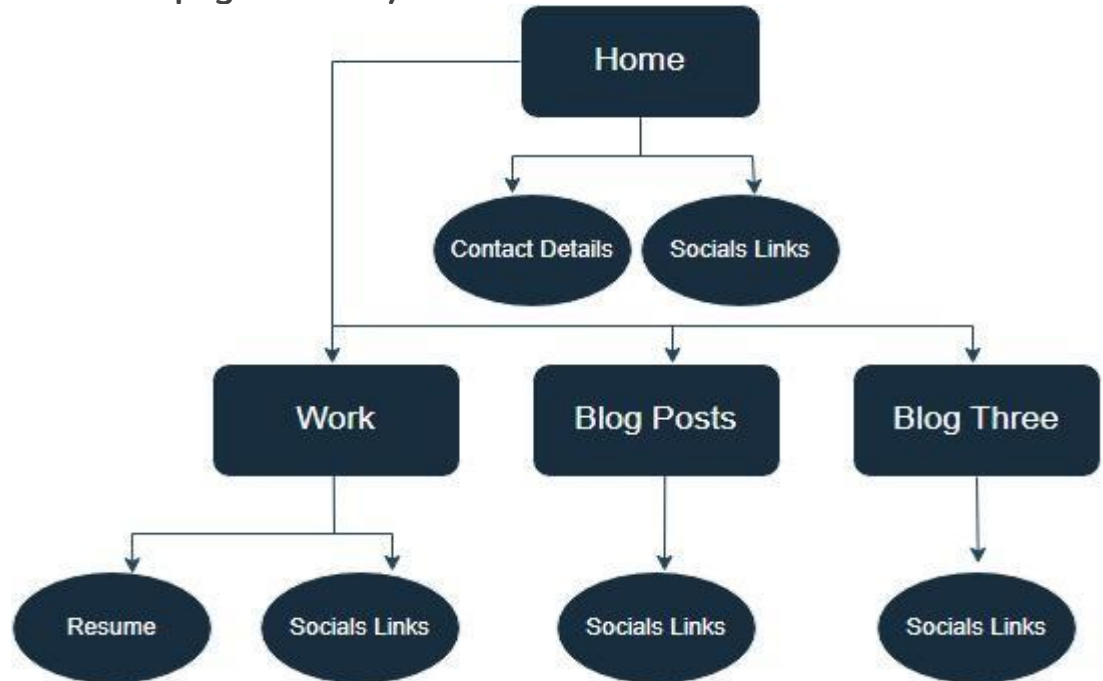 Home
Contact Details
Socials Links
Work
Blog Posts
Blog Three
Resume
Socials Links
Socials Links
Socials Links